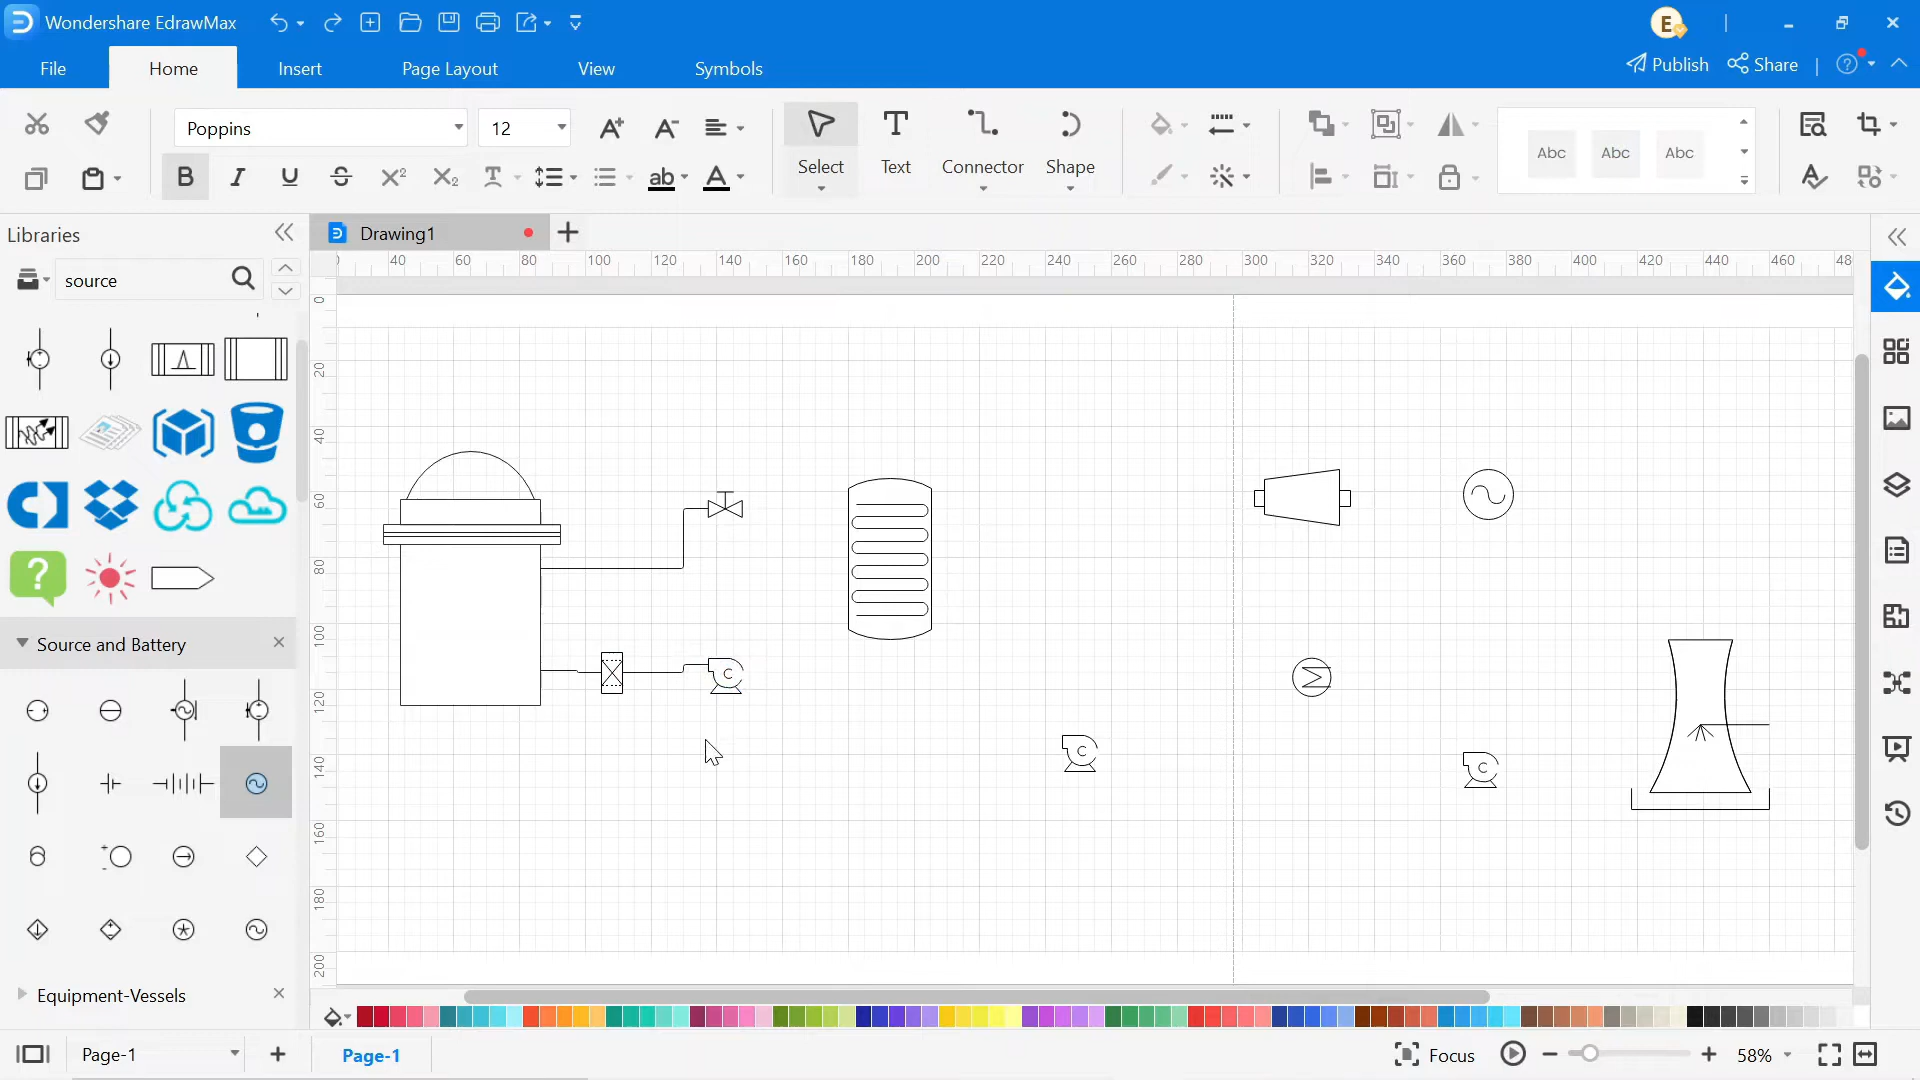 Wondershare EdrawMax
E
File Home Insert Page Layout View Symbols
Publish Share
Poppins 12
Select Text Connector Shape
Abc Abc Abc
Libraries
Drawing1
source
40 60 80 100 120 140 160 180 200 220 240 260 280 300 320 340 360 380 400 420 440 460 48
0
20
40
60
80
100
120
140
160
180
200
C
C
C
Source and Battery
Equipment-Vessels
Page-1
Page-1
Focus
58%